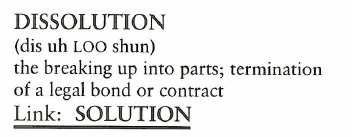 DISSOLUTION
(dis uh LOO shun)
the breaking up into parts; termination
of a legal bond or contract
Link: SOLUTION